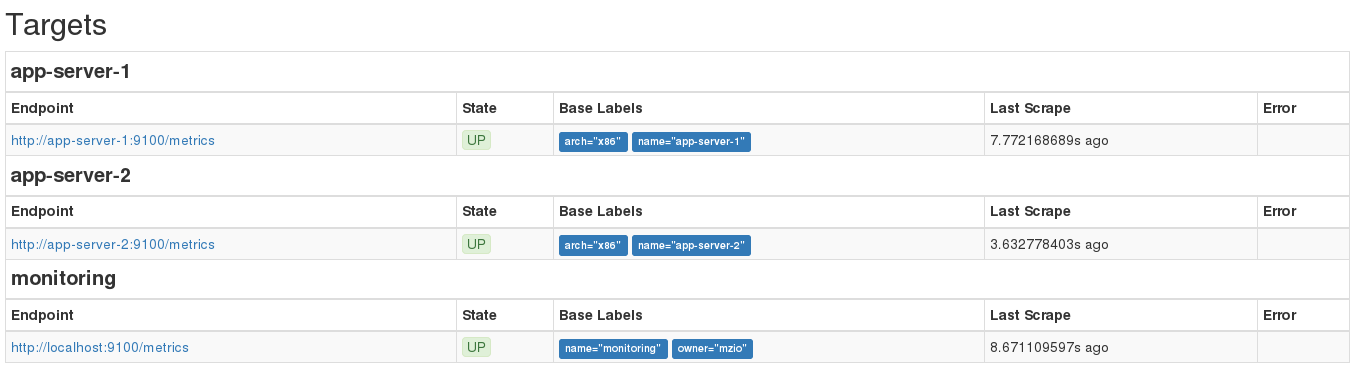 Targets
app-server-1
Endpoint State Base Labels Last Scrape Error
http://app-server-1:9100/metrics UP arch="x86" name="app-server-1" 7.772168689s ago
app-server-2
Endpoint State Base Labels Last Scrape Error
http://app-server-2:9100/metrics UP arch="x86" name="app-server-2" 3.632778403s ago
monitoring
Endpoint State Base Labels Last Scrape Error
http://localhost:9100/metrics UP name="monitoring" owner="mzio" 8.671109597s ago